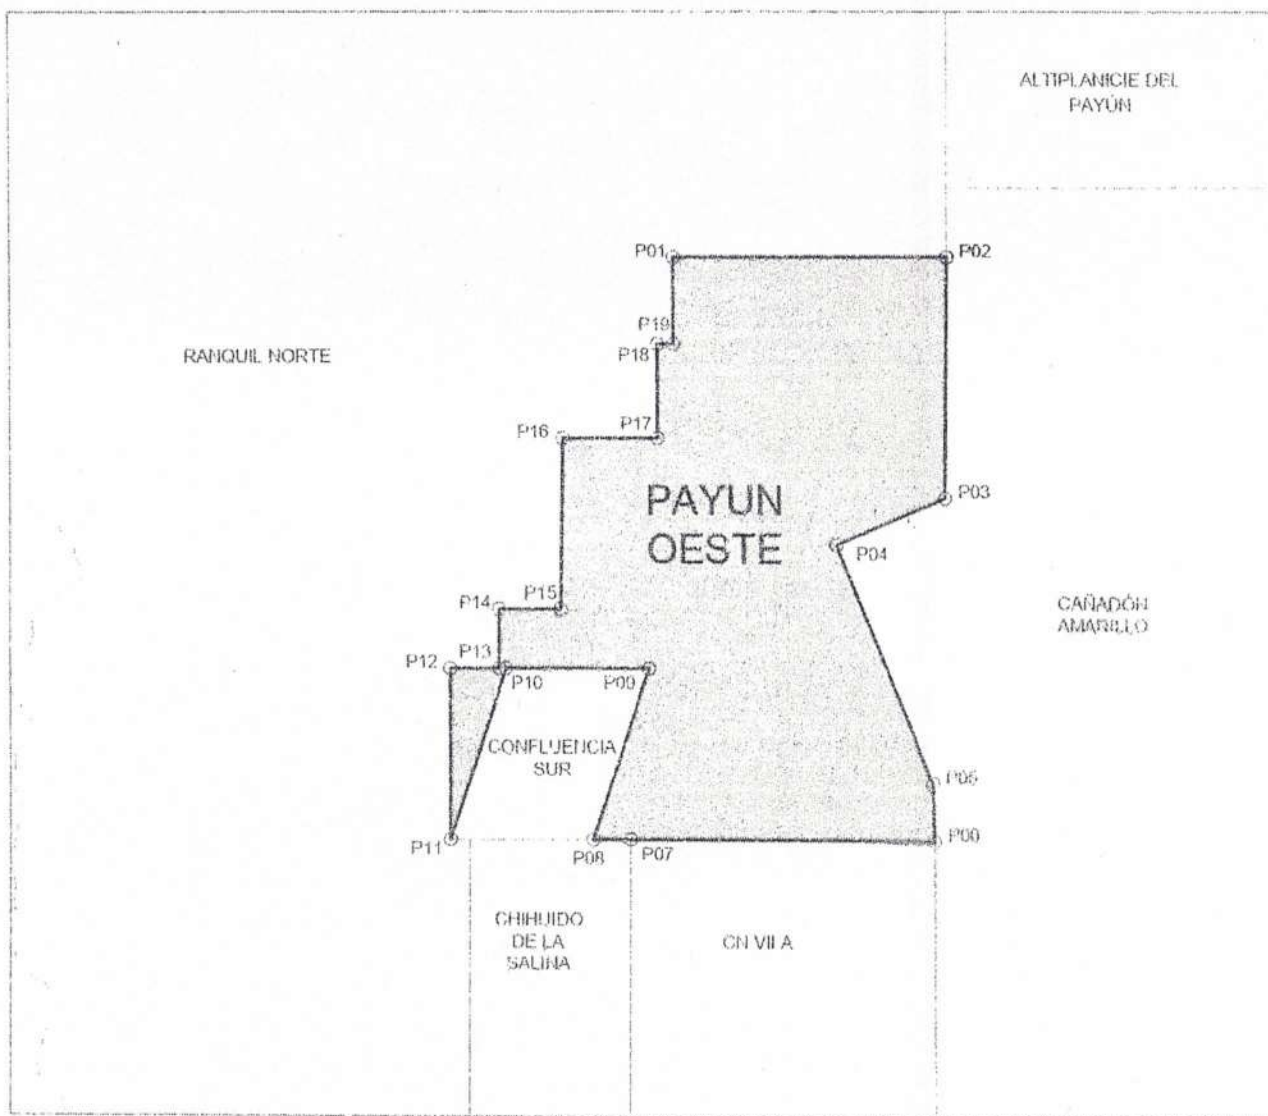 ALTIPLANICIE DEL
PAYÚN
P01
P02
P19
P18
RANQUIL NORTE
P16
P17
PAYUN
OESTE
P03
P04
P14
P15
CAÑADÓN
AMARILLO
P12
P13
P10
P09
CONFLUENCIA
SUR
P05
P11
P08
P07
P06
CHIHUIDO
DE LA
SALINA
CN VII A